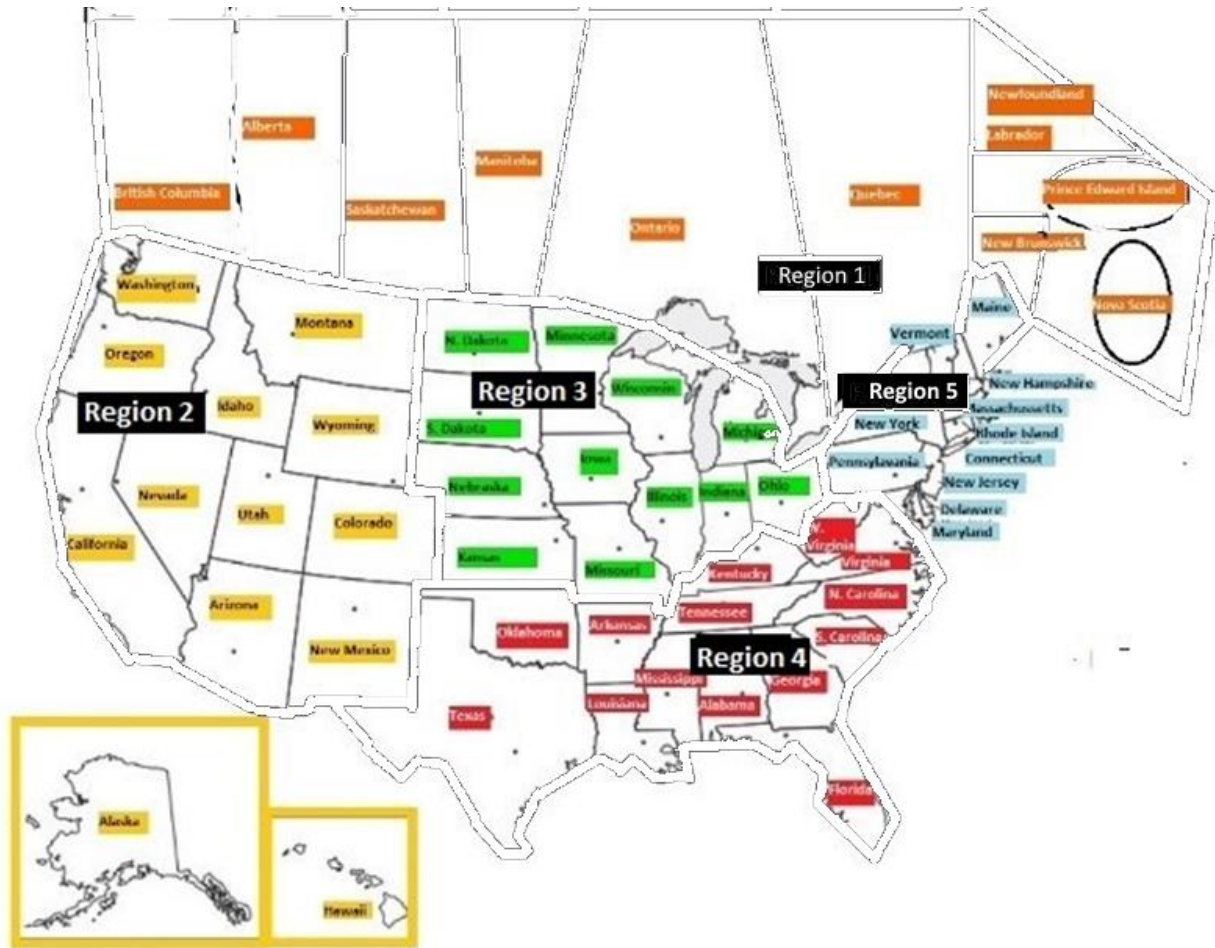 Newfoundland
Labrador
Alberta
Manitoba
British Columbia
Saskatchewan
Quebec
Prince Edward Island
Ontario
New Brunswick
Region 1
Nova Scotia
Washington
Montana
Oregon
Idaho
Wyoming
Region 2
Nevada
Utah
Colorado
California
Arizona
New Mexico
Alaska
Hawaii
N. Dakota
Minnesota
Region 3
Wisconsin
S. Dakota
Michig
Iowa
Nebraska
Illinois
Indiana
Ohio
Kansas
Missouri
Maine
Vermont
Region 5
New Hampshire
Massachusetts
New York
Rhode Island
Connecticut
Pennsylavania
New Jersey
Delaware
Maryland
Virginia
Virginia
Kentucky
N. Carolina
Tennessee
Arkansas
Oklahoma
S. Carolina
Region 4
Mississippi
Georgia
Louisiana
Alabama
Texas
Florida